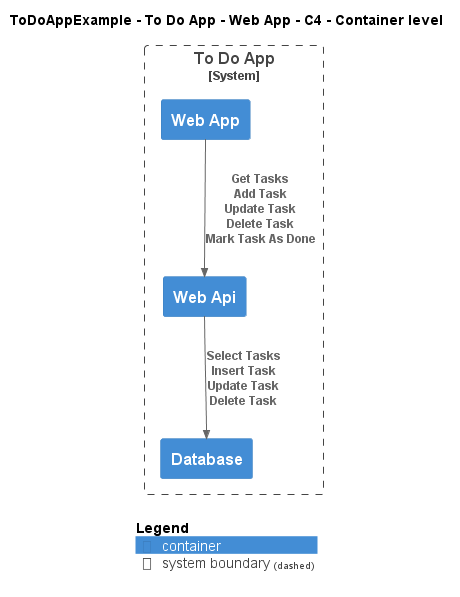 ToDoAppExample - To Do App - Web App - C4 - Container level
To Do App
[System]
Web App
Get Tasks
Add Task
Update Task
Delete Task
Mark Task As Done
Web Api
Select Tasks
Insert Task
Update Task
Delete Task
Database
Legend
container
system boundary (dashed)